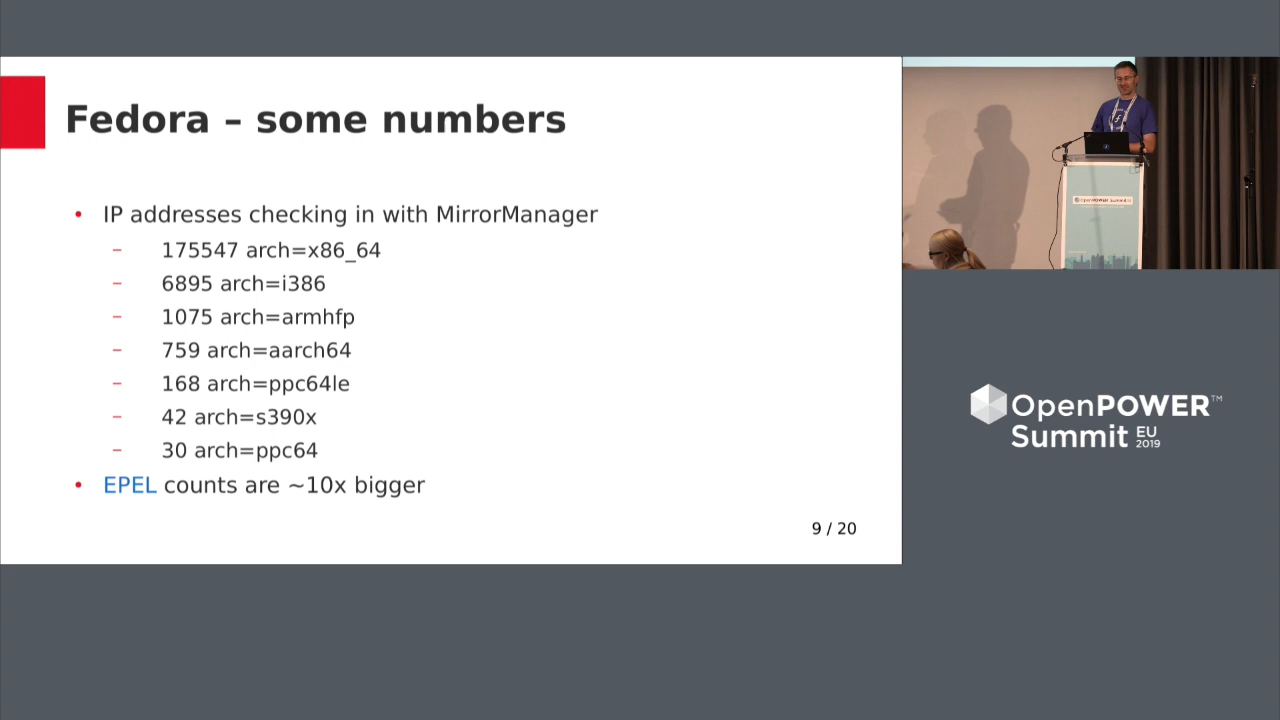 Fedora – some numbers
• IP addresses checking in with MirrorManager
– 175547 arch=x86_64
– 6895 arch=i386
– 1075 arch=armhfp
– 759 arch=aarch64
– 168 arch=ppc64le
– 42 arch=s390x
– 30 arch=ppc64
• EPEL counts are ~10x bigger
9 / 20
OpenPOWER Summit
OpenPOWER™
Summit EU 2019